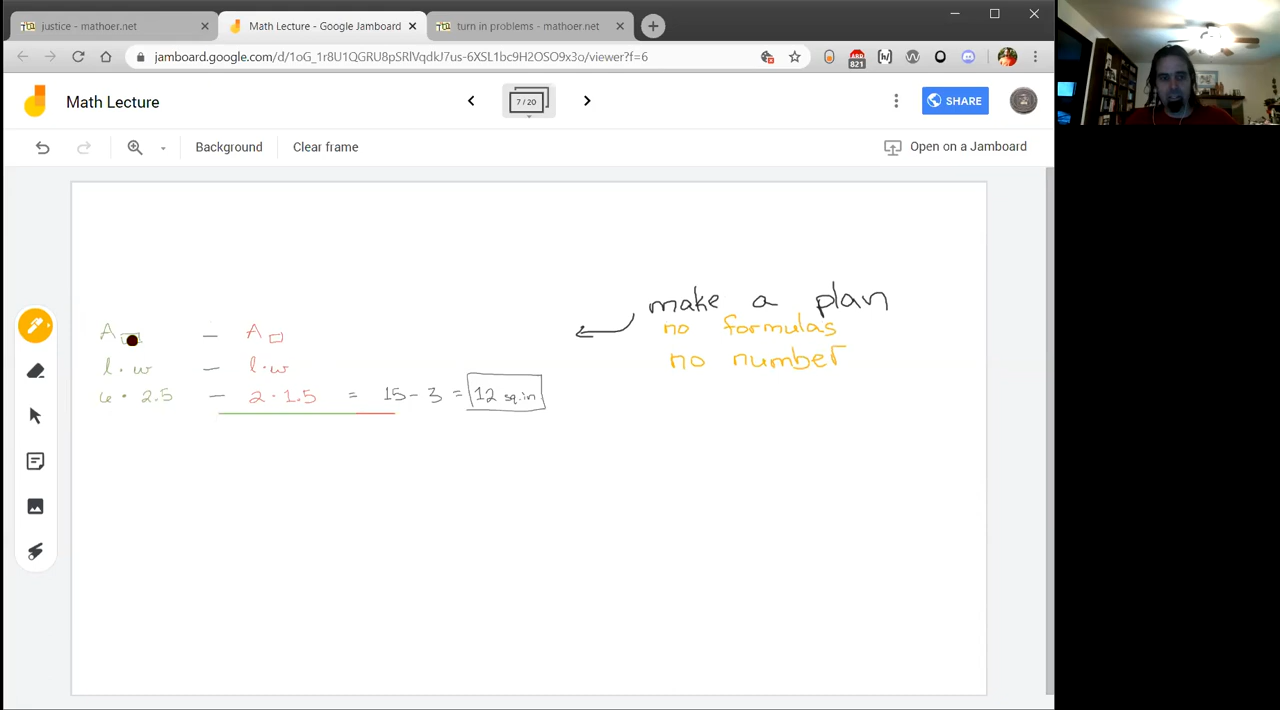 justice - mathoer.net
Math Lecture - Google Jamboard
turn in problems - mathoer.net
jamboard.google.com/d/1oG_1r8U1QGRU8pSRlVqdkJ7us-6XSL1bc9H2OSO9x3o/viewer?f=6
821
Math Lecture
7 / 20
SHARE
Background
Clear frame
Open on a Jamboard
make a plan
no formulas
no number
A - A
l · w - l · w
6 · 2.5 - 2 · 1.5 = 15 - 3 = 12 sq.in